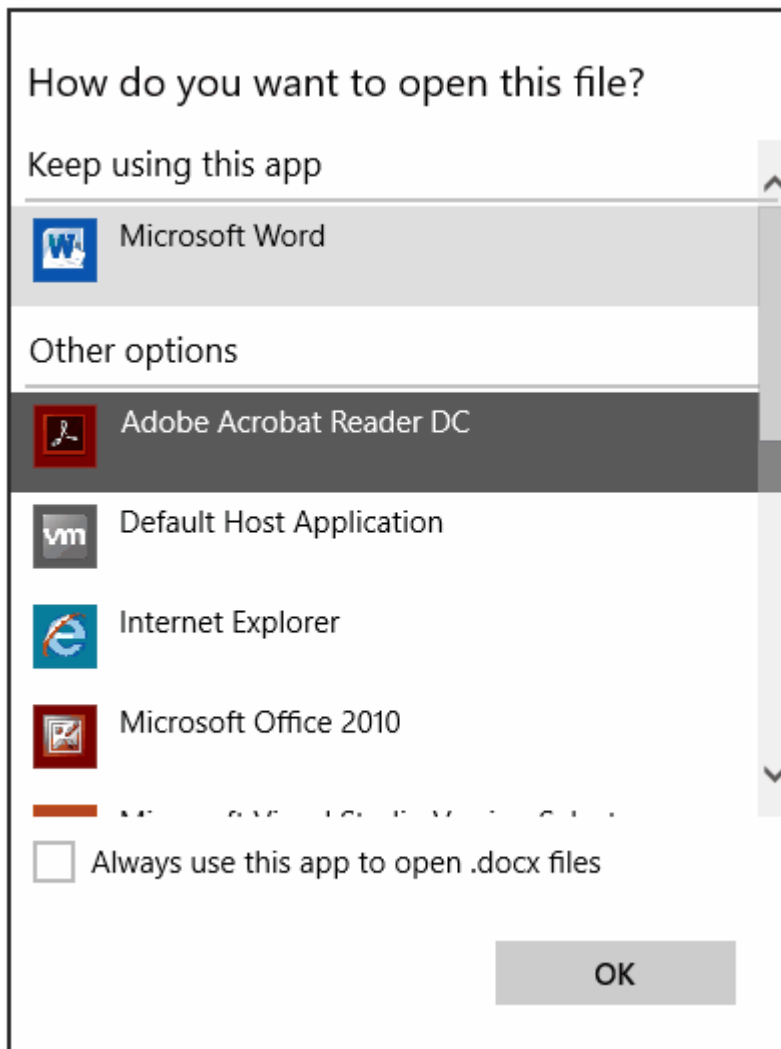 How do you want to open this file?
Keep using this app
Microsoft Word
Other options
Adobe Acrobat Reader DC
vm Default Host Application
Internet Explorer
Microsoft Office 2010
Always use this app to open .docx files
OK